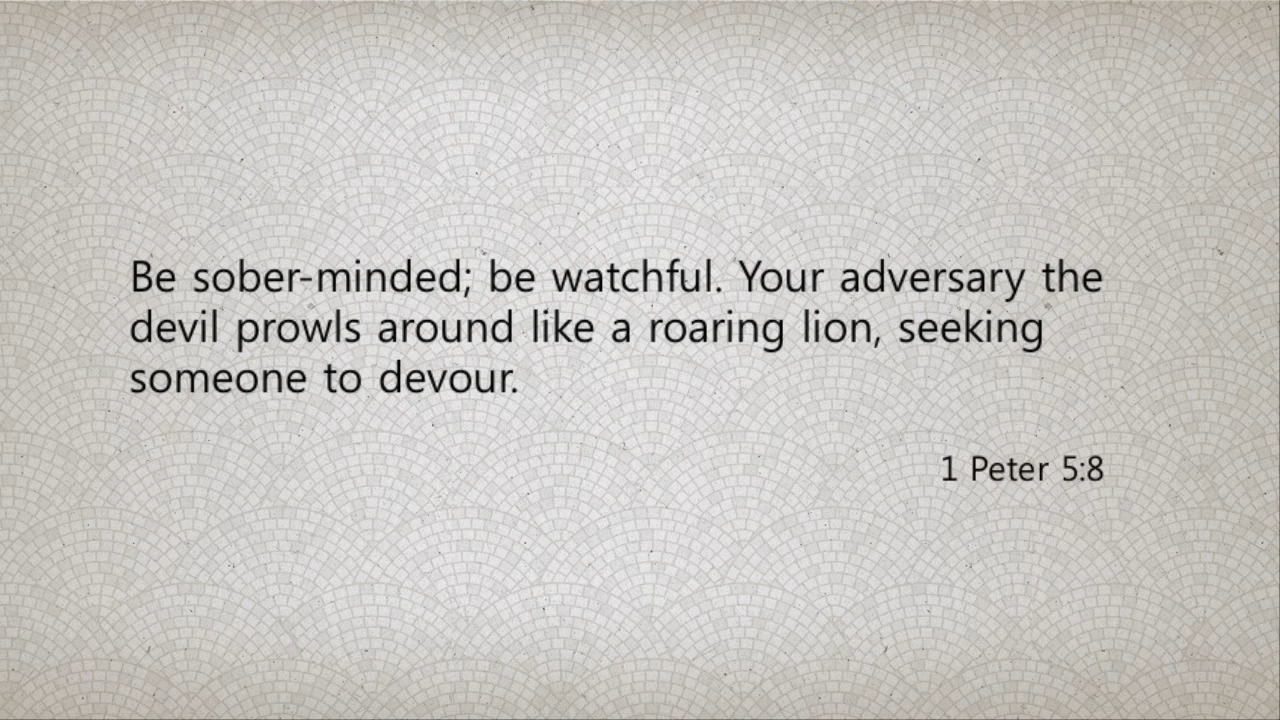 Be sober-minded; be watchful. Your adversary the
devil prowls around like a roaring lion, seeking
someone to devour.
1 Peter 5:8